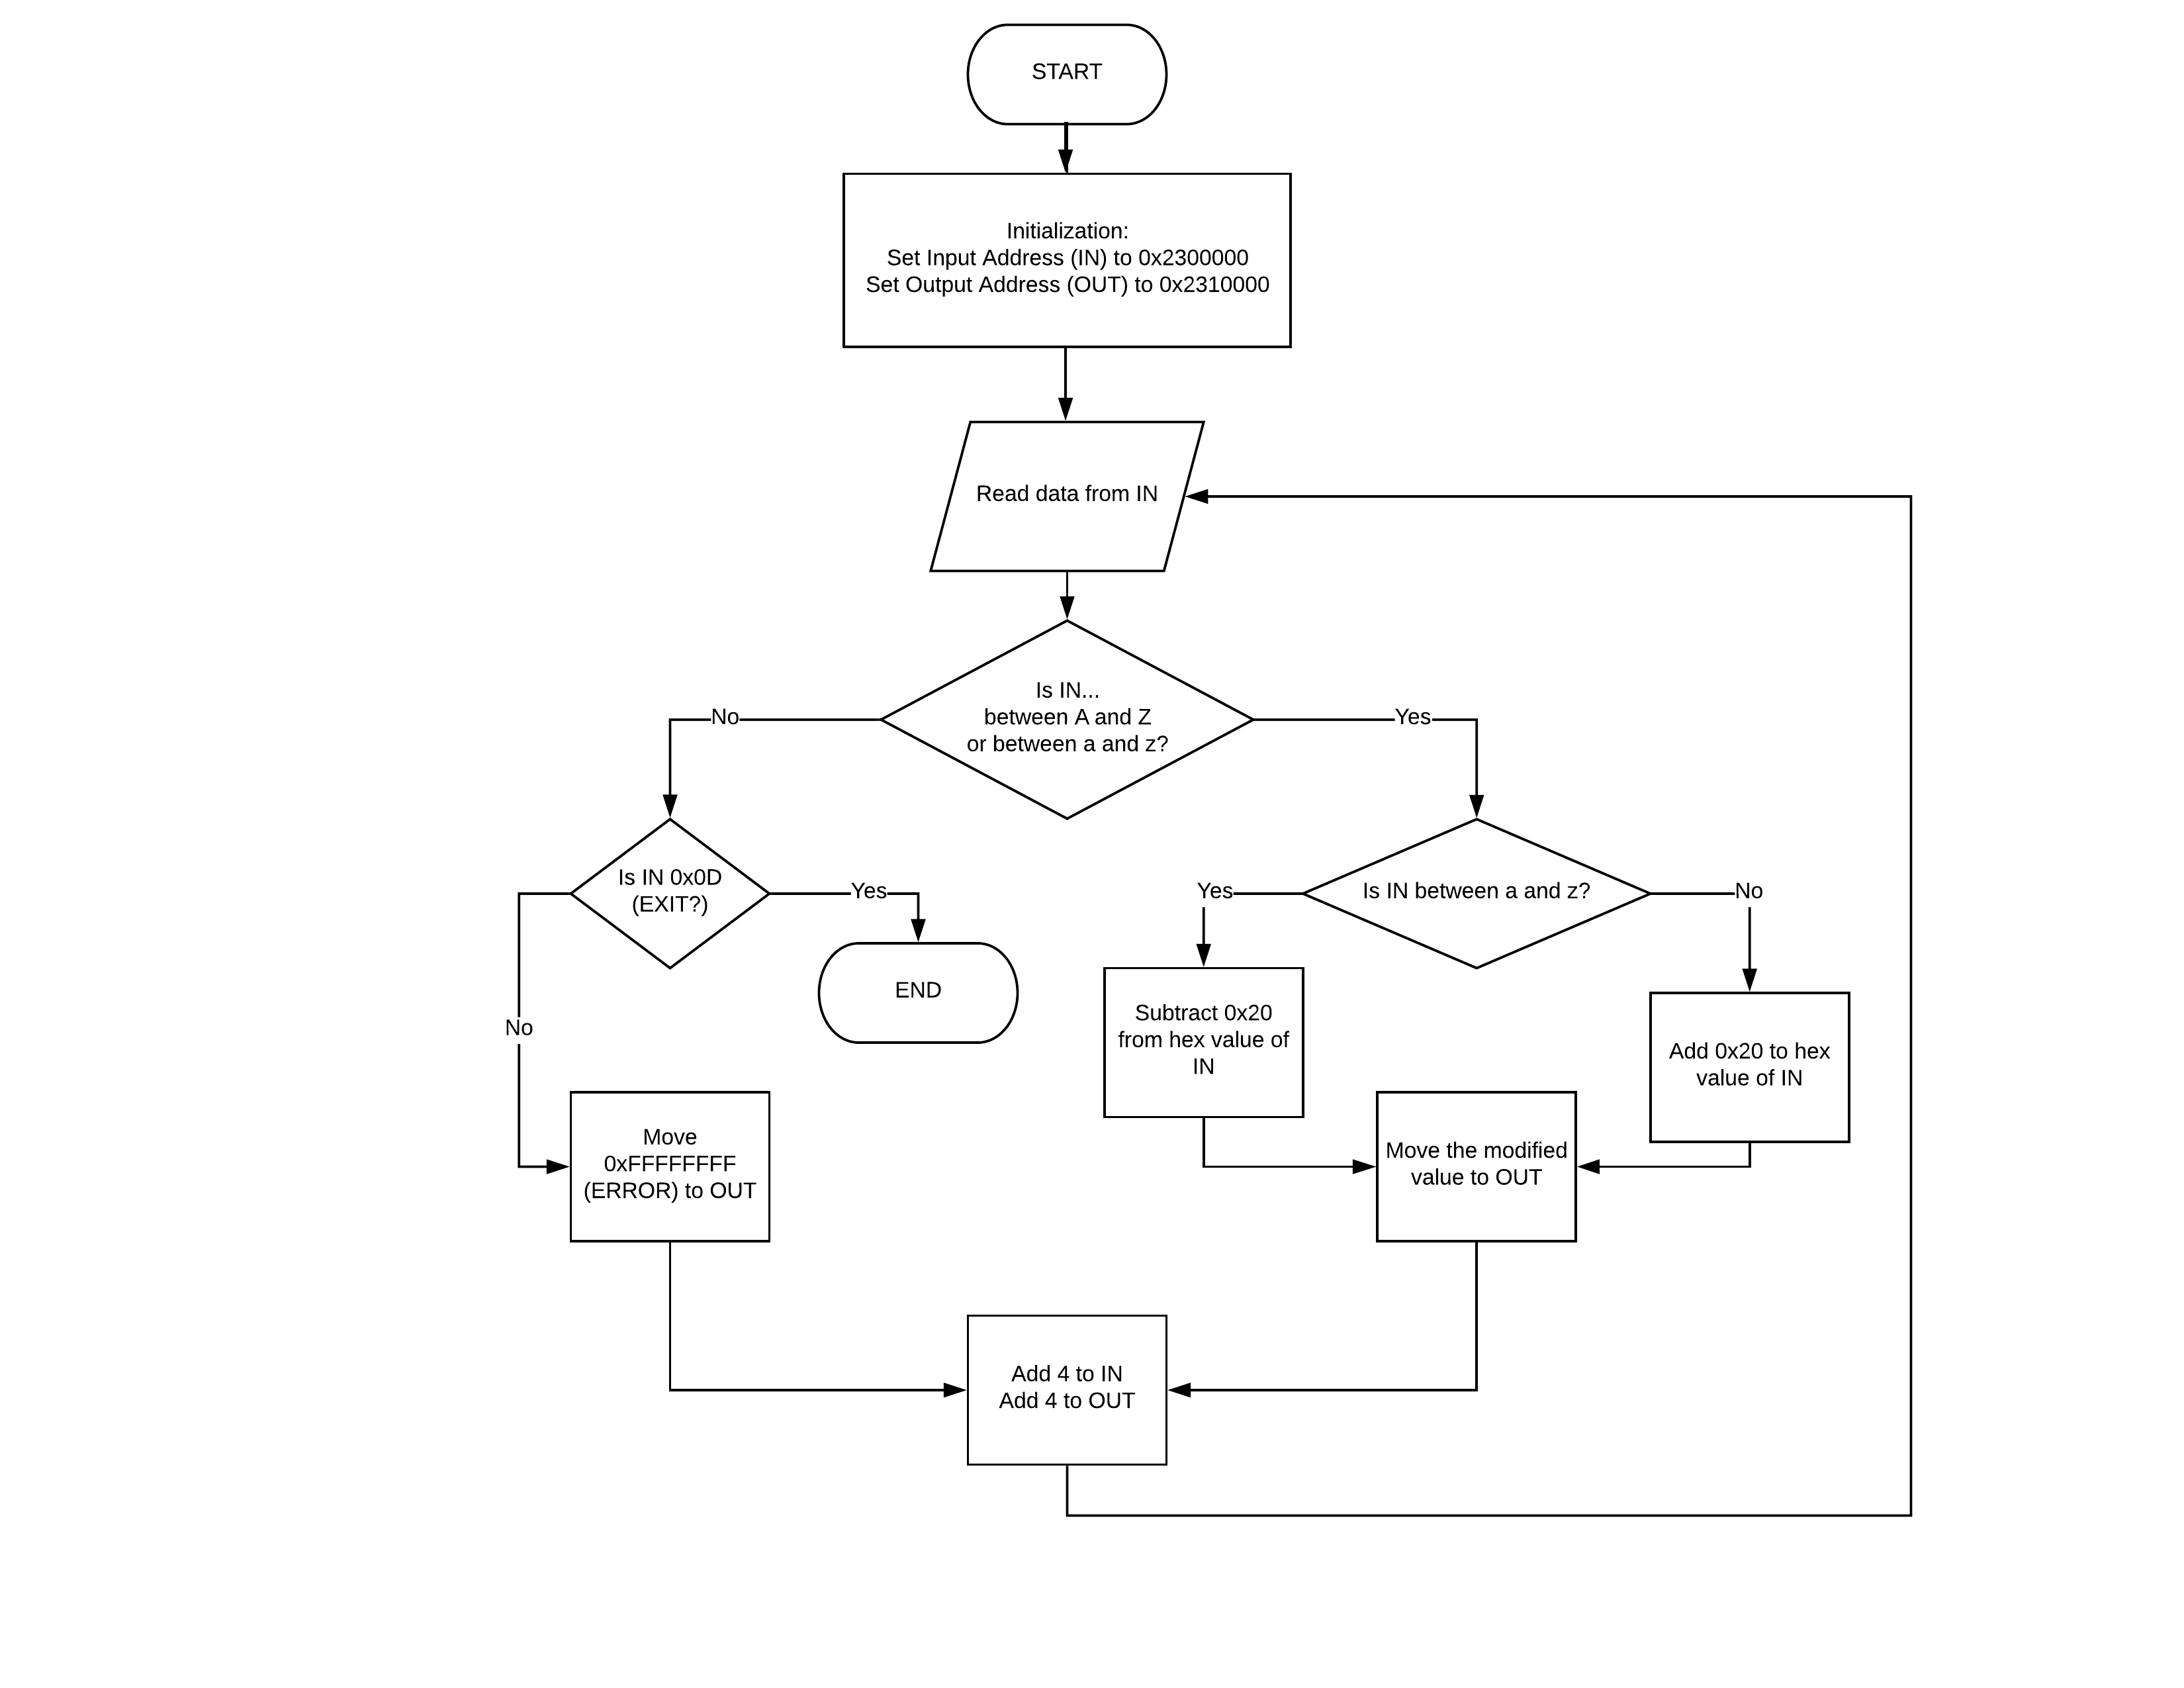 START
Initialization:
Set Input Address (IN) to 0x2300000
Set Output Address (OUT) to 0x2310000
Read data from IN
Is IN...
between A and Z
or between a and z?
No
Yes
Is IN 0x0D
(EXIT?)
Yes
No
END
Is IN between a and z?
Yes
No
Subtract 0x20
from hex value of
IN
Add 0x20 to hex
value of IN
Move
0xFFFFFFFF
(ERROR) to OUT
Move the modified
value to OUT
Add 4 to IN
Add 4 to OUT